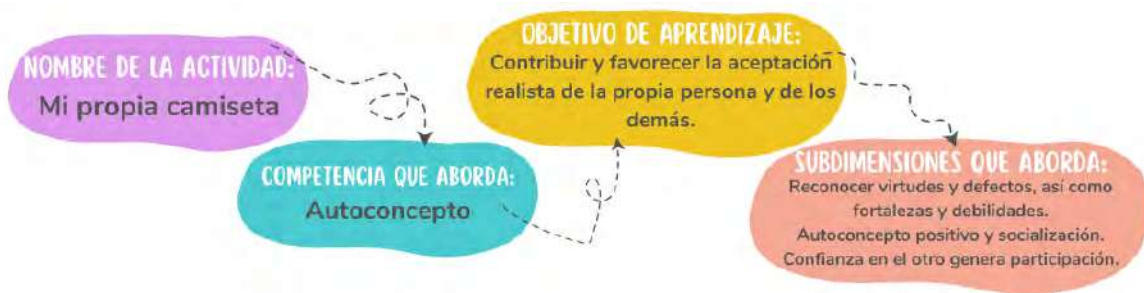 NOMBRE DE LA ACTIVIDAD:
Mi propia camiseta
COMPETENCIA QUE ABORDA:
Autoconcepto
OBJETIVO DE APRENDIZAJE:
Contribuir y favorecer la aceptación
realista de la propia persona y de los
demás.
SUBDIMENSIONES QUE ABORDA:
Reconocer virtudes y defectos, así como
fortalezas y debilidades.
Autoconcepto positivo y socialización.
Confianza en el otro genera participación.